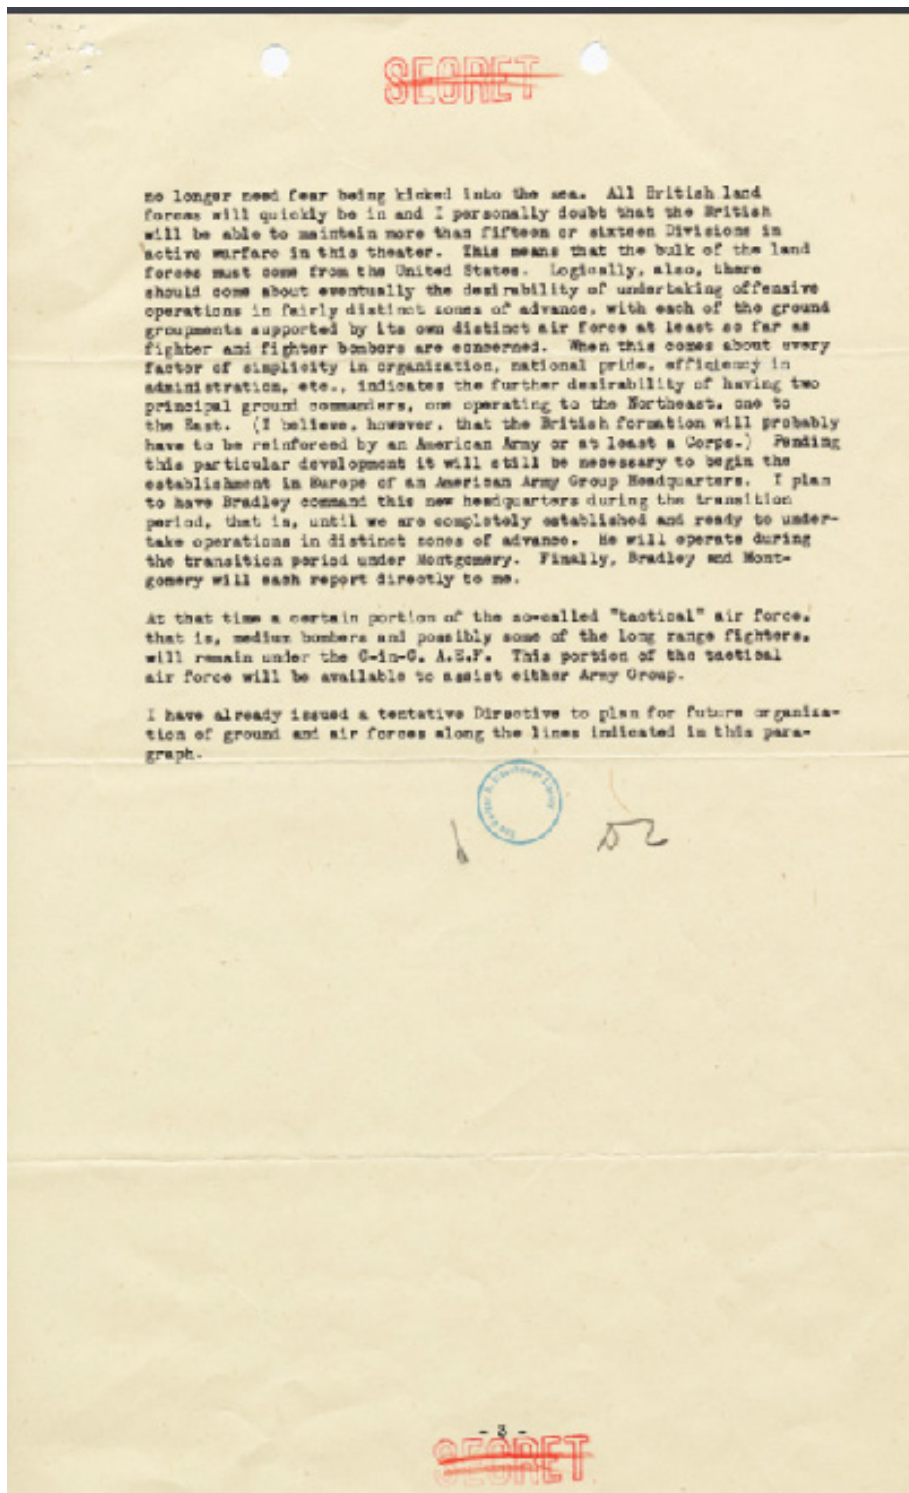 SECRET
no longer need fear being kicked into the sea. All British land
forces will quickly be in and I personally doubt that the British
will be able to maintain more than fifteen or sixteen Divisions in
active warfare in this theater. This means that the bulk of the land
forces must come from the United States. Logically, also, there
should come about eventually the desirability of undertaking offensive
operations in fairly distinct zones of advance, with each of the ground
groupments supported by its own distinct air force at least so far as
fighter and fighter bombers are concerned. When this comes about every
factor of simplicity in organization, national pride, efficiency in
administration, etc., indicates the further desirability of having two
principal ground commanders, one operating to the Northeast, one to
the East. (I believe, however, that the British formation will probably
have to be reinforced by an American Army or at least a Corps.) Pending
this particular development it will still be necessary to begin the
establishment in Europe of an American Army Group Headquarters. I plan
to have Bradley command this new headquarters during the transition
period, that is, until we are completely established and ready to under-
take operations in distinct zones of advance. He will operate during
the transition period under Montgomery. Finally, Bradley and Mont-
gomery will each report directly to me.
At that time a certain portion of the so-called "tactical" air force,
that is, medium bombers and possibly some of the long range fighters,
will remain under the C-in-C, A.E.F. This portion of the tactical
air force will be available to assist either Army Group.
I have already issued a tentative Directive to plan for future organiza-
tion of ground and air forces along the lines indicated in this para-
graph.
- 3 -
SECRET